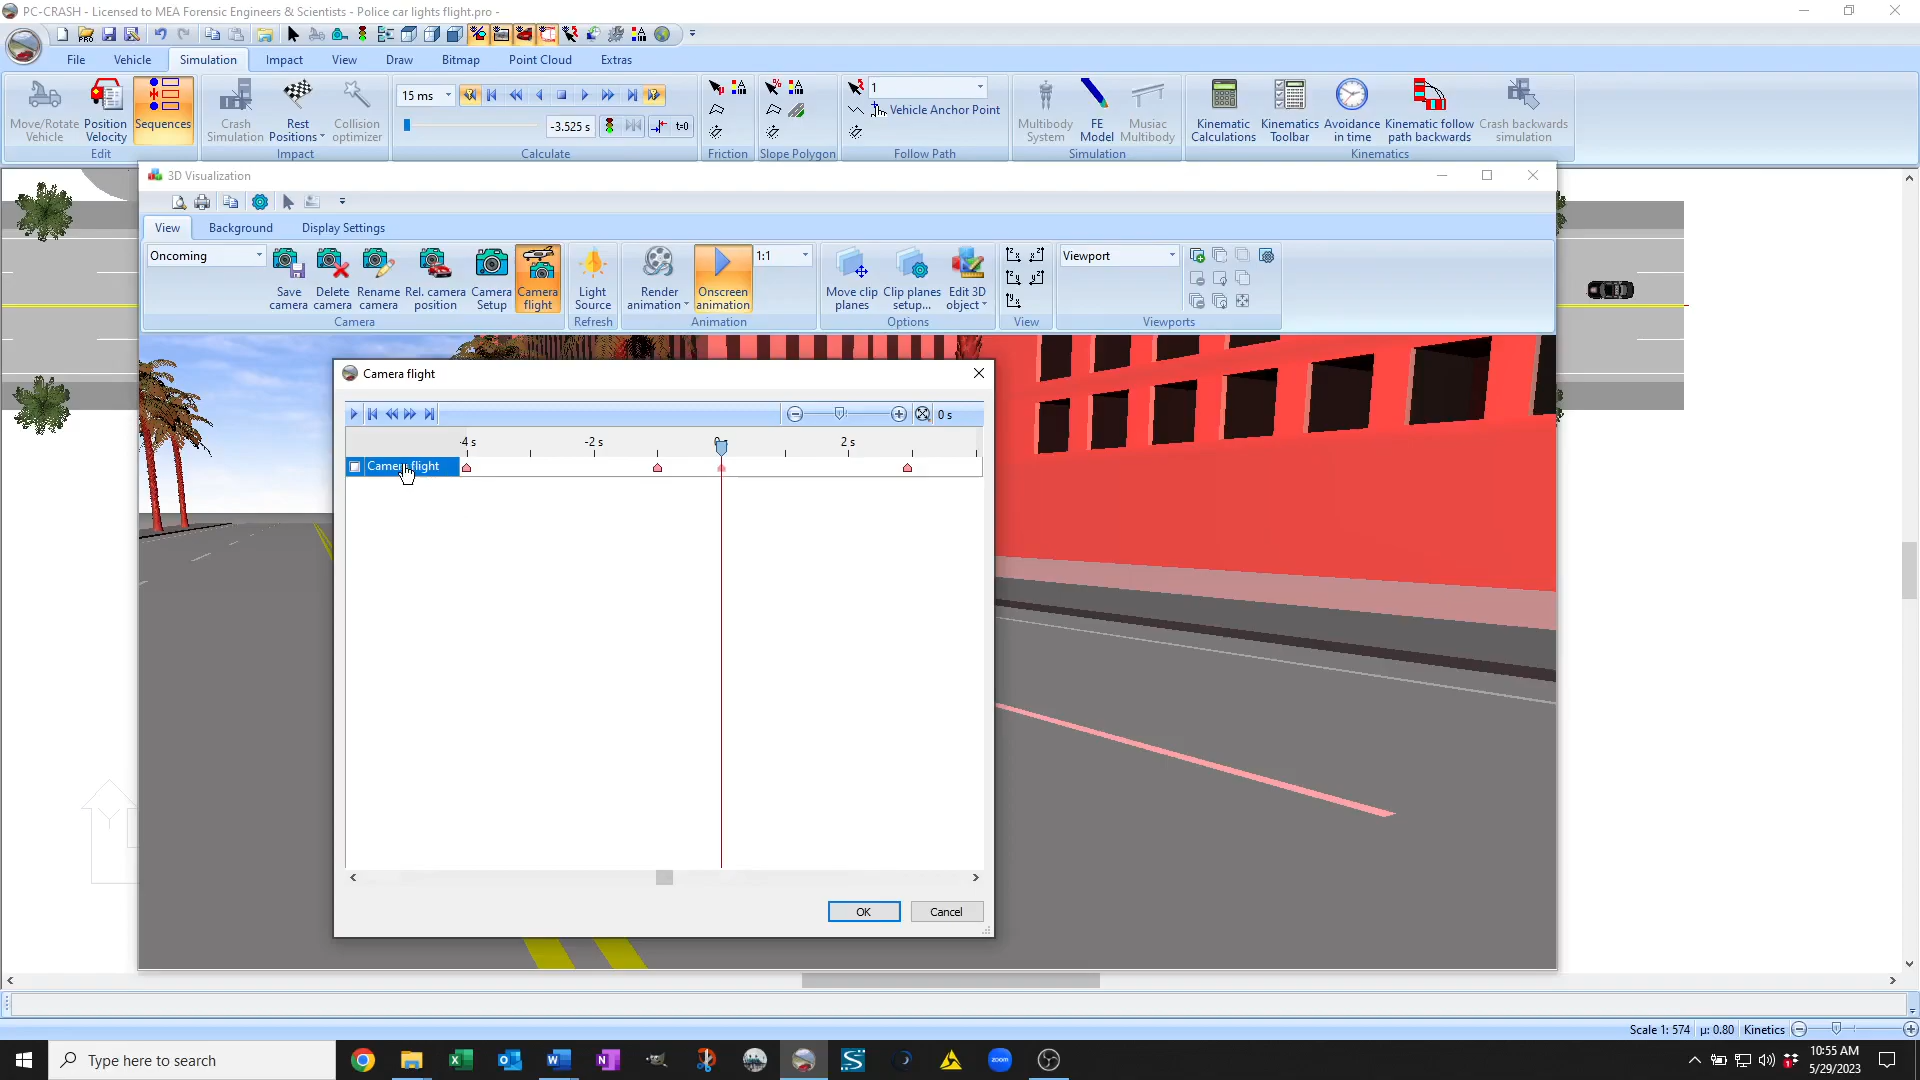 PC-CRASH - Licensed to MEA Forensic Engineers & Scientists - Police car lights flight.pro -
File Vehicle Simulation Impact View Draw Bitmap Point Cloud Extras
15 ms 1
Move/Rotate Vehicle Position Velocity Sequences Crash Simulation Rest Positions Collision optimizer
-3.525 s t=0
Vehicle Anchor Point
Multibody System FE Model Musiac Multibody
Kinematic Calculations Kinematics Toolbar Avoidance in time Kinematic follow path backwards Crash backwards simulation
Edit Impact Calculate Friction Slope Polygon Follow Path Simulation Kinematics
3D Visualization
View Background Display Settings
Oncoming 1:1 Viewport
Save camera Delete camera Rename camera Rel. camera position Camera Setup Camera flight Light Source Render animation Onscreen animation Move clip planes Clip planes setup... Edit 3D object
Camera Refresh Animation Options View Viewports
Camera flight
0 s
-4 s -2 s 2 s
Camera flight
OK Cancel
Scale 1: 574 µ: 0.80 Kinetics
Type here to search
zoom
10:55 AM
5/29/2023